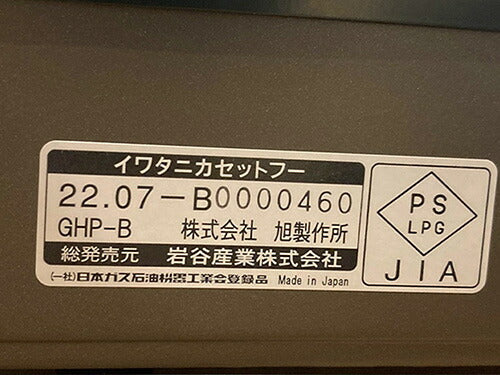 イワタニカセットフー
22.07-B0000460
GHP-B 株式会社 旭製作所
総発売元 岩谷産業株式会社
(一社)日本ガス石油機器工業会登録品 Made in Japan
PS
LPG
JIA